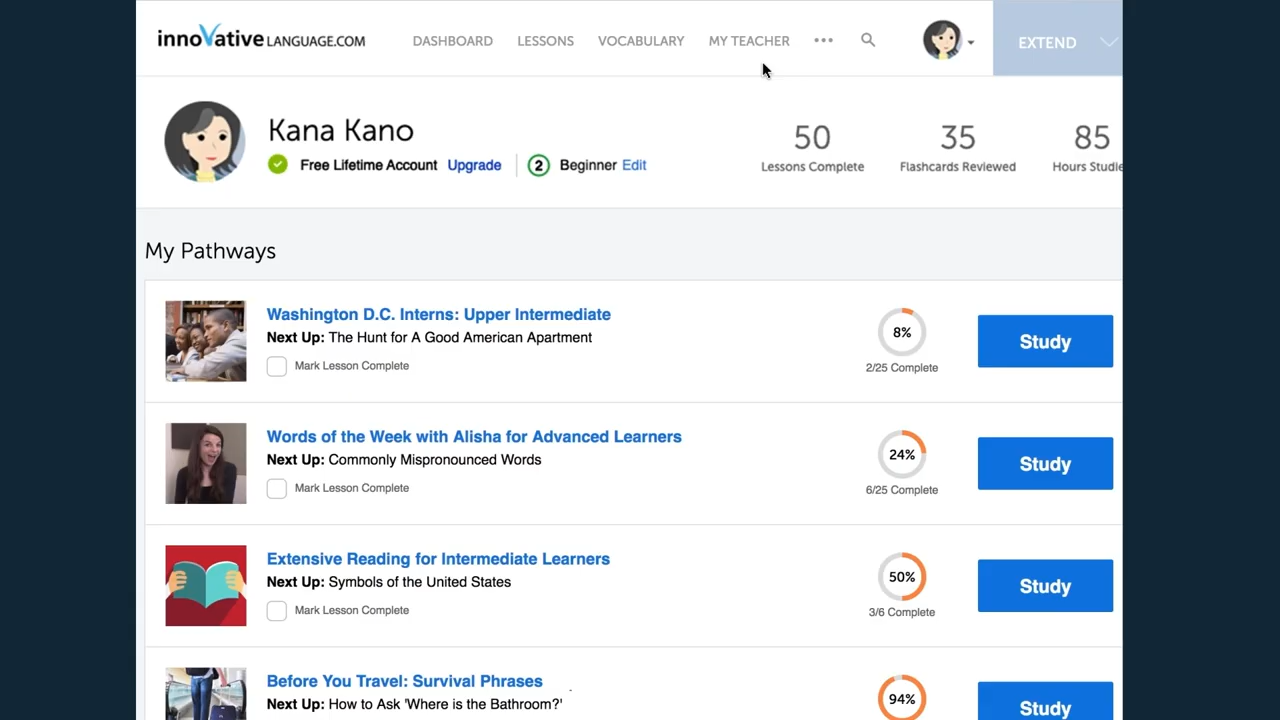 innoVative LANGUAGE.COM DASHBOARD LESSONS VOCABULARY MY TEACHER ••• EXTEND
Kana Kano
Free Lifetime Account Upgrade 2 Beginner Edit
50 35 85
Lessons Complete Flashcards Reviewed Hours Studie
My Pathways
Washington D.C. Interns: Upper Intermediate
Next Up: The Hunt for A Good American Apartment
Mark Lesson Complete
8%
2/25 Complete
Study
Words of the Week with Alisha for Advanced Learners
Next Up: Commonly Mispronounced Words
Mark Lesson Complete
24%
6/25 Complete
Study
Extensive Reading for Intermediate Learners
Next Up: Symbols of the United States
Mark Lesson Complete
50%
3/6 Complete
Study
Before You Travel: Survival Phrases
Next Up: How to Ask 'Where is the Bathroom?'
94%
Study